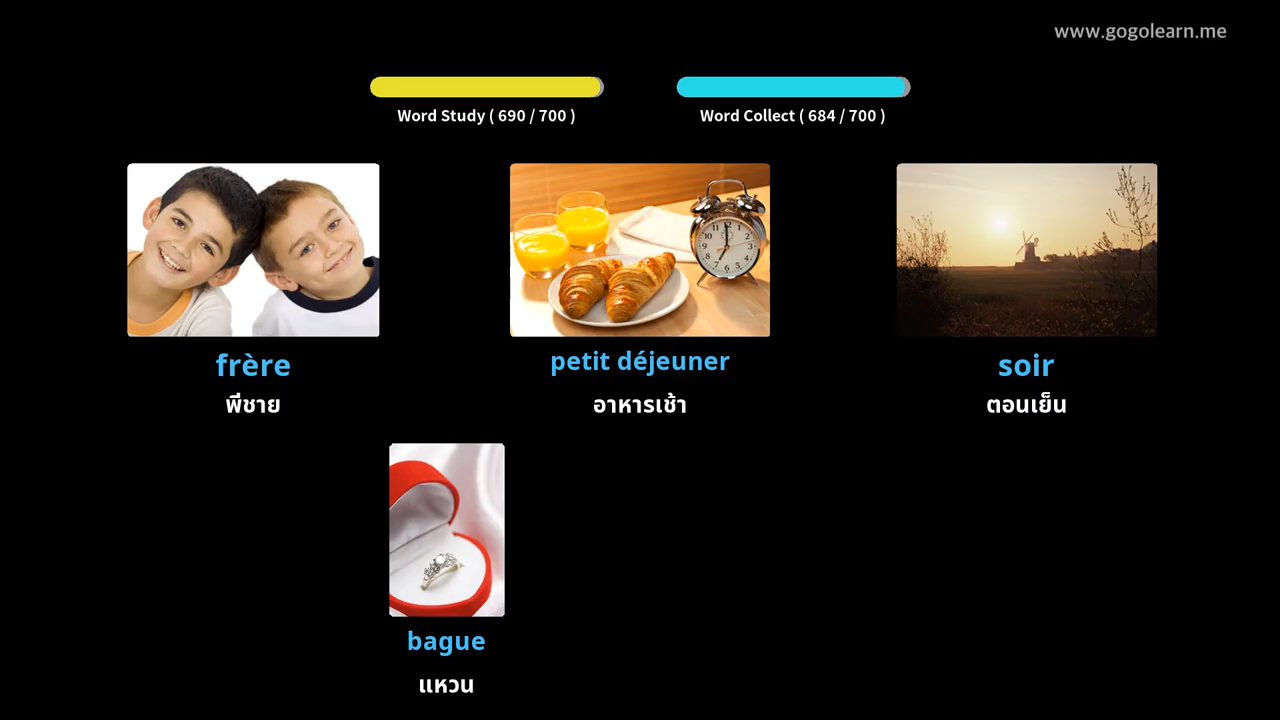 www.gogolearn.me
Word Study ( 690 / 700 )
Word Collect ( 684 / 700 )
frère
petit déjeuner
soir
พี่ชาย
อาหารเช้า
ตอนเย็น
bague
แหวน